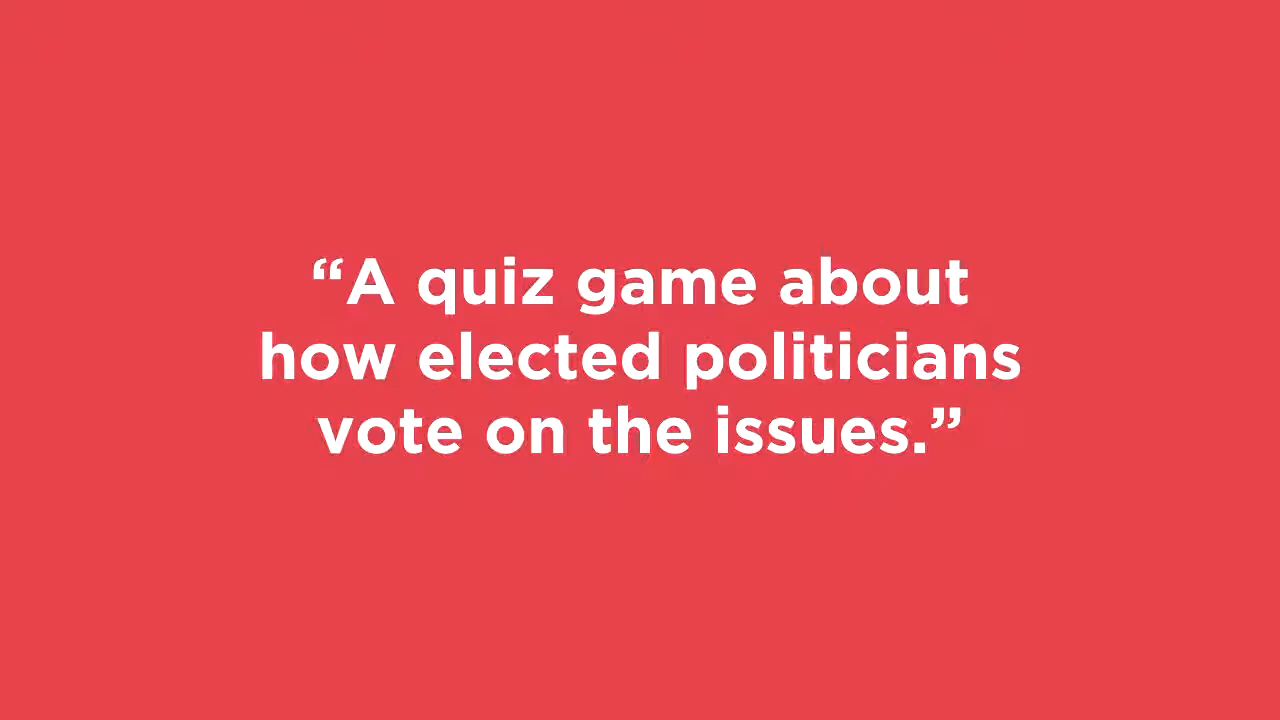 “A quiz game about
how elected politicians
vote on the issues.”